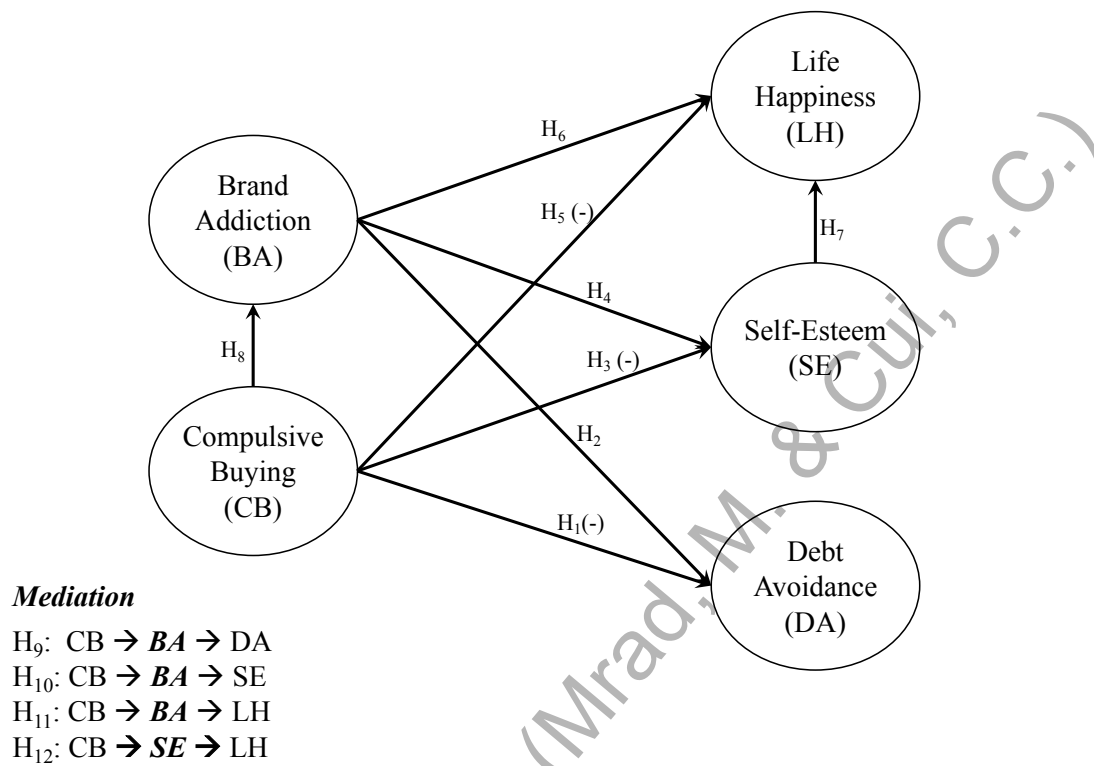 Life
Happiness
(LH)
Brand
Addiction
(BA)
H₆
H₅ (-)
H₇
H₄
Self-Esteem
(SE)
H₈
H₃ (-)
Compulsive
Buying
(CB)
H₂
H₁(-)
Debt
Avoidance
(DA)
Mediation
H₉: CB → BA → DA
H₁₀: CB → BA → SE
H₁₁: CB → BA → LH
H₁₂: CB → SE → LH
(Mrad, M. & Cui, C.C.)